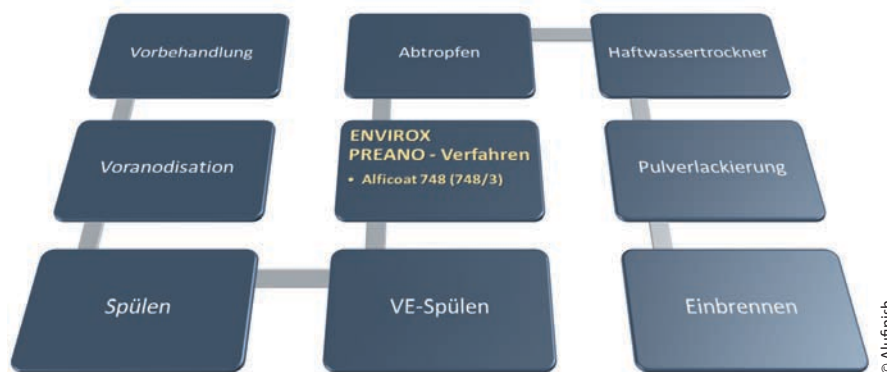 Vorbehandlung
Voranodisation
Spülen
VE-Spülen
ENVIROX
PREANO - Verfahren
• Alficoat 748 (748/3)
Abtropfen
Haftwassertrockner
Pulverlackierung
Einbrennen
© Alufinish